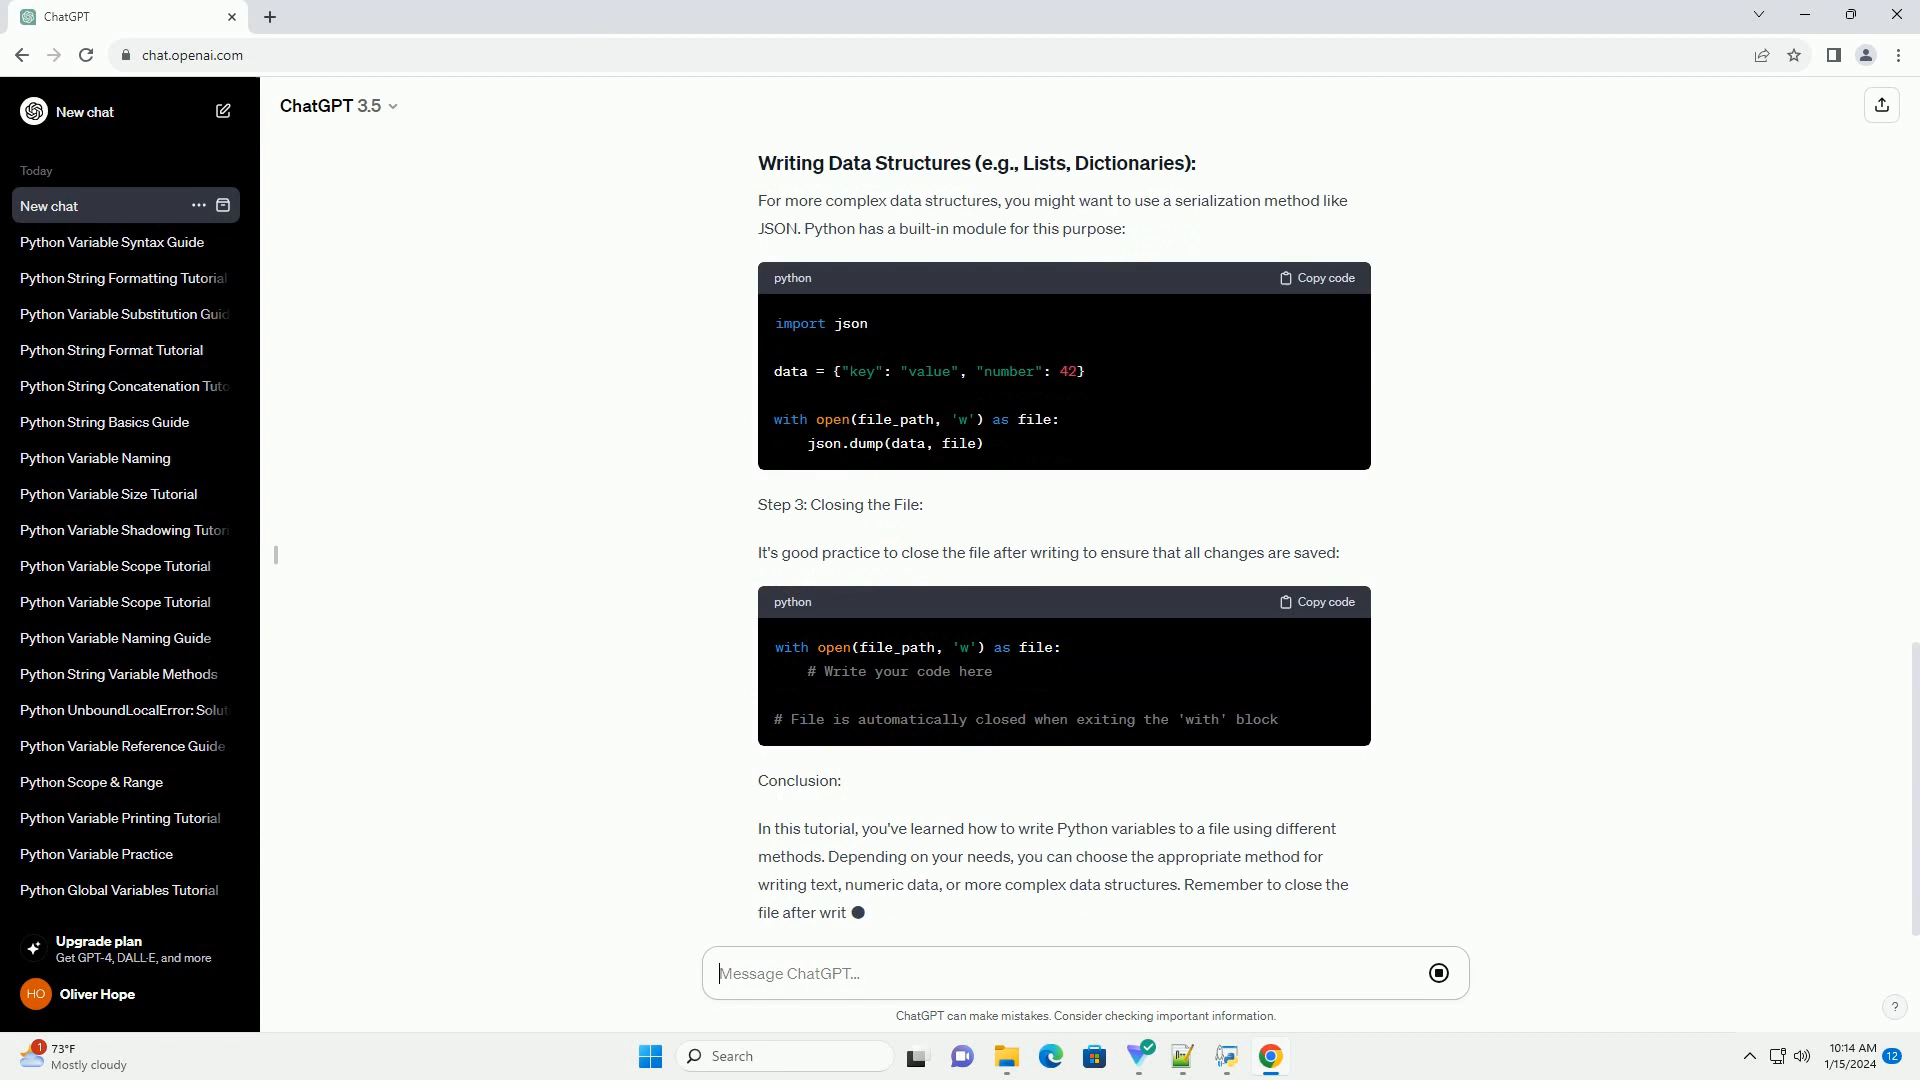 ChatGPT
chat.openai.com
New chat
Today
New chat
Python Variable Syntax Guide
Python String Formatting Tutorial
Python Variable Substitution Guid
Python String Format Tutorial
Python String Concatenation Tuto
Python String Basics Guide
Python Variable Naming
Python Variable Size Tutorial
Python Variable Shadowing Tutori
Python Variable Scope Tutorial
Python Variable Scope Tutorial
Python Variable Naming Guide
Python String Variable Methods
Python UnboundLocalError: Solut
Python Variable Reference Guide
Python Scope & Range
Python Variable Printing Tutorial
Python Variable Practice
Python Global Variables Tutorial
Upgrade plan
Get GPT-4, DALL·E, and more
HO
Oliver Hope
ChatGPT 3.5
Writing Data Structures (e.g., Lists, Dictionaries):
For more complex data structures, you might want to use a serialization method like
JSON. Python has a built-in module for this purpose:
python Copy code
import json
data = {"key": "value", "number": 42}
with open(file_path, 'w') as file:
json.dump(data, file)
Step 3: Closing the File:
It's good practice to close the file after writing to ensure that all changes are saved:
python Copy code
with open(file_path, 'w') as file:
# Write your code here
# File is automatically closed when exiting the 'with' block
Conclusion:
In this tutorial, you've learned how to write Python variables to a file using different
methods. Depending on your needs, you can choose the appropriate method for
writing text, numeric data, or more complex data structures. Remember to close the
file after writ
Message ChatGPT…
ChatGPT can make mistakes. Consider checking important information.
?
1
73°F
Mostly cloudy
Search
10:14 AM
1/15/2024
12